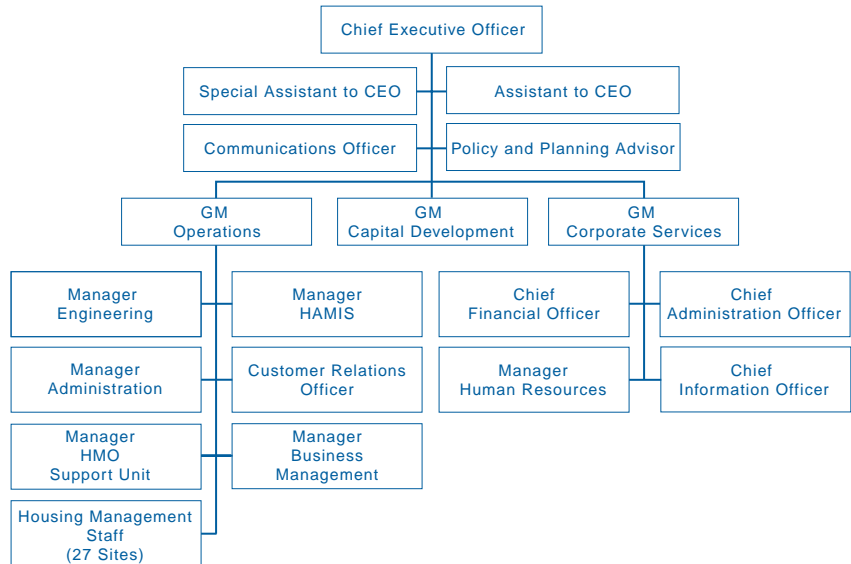 Chief Executive Officer
Special Assistant to CEO
Assistant to CEO
Communications Officer
Policy and Planning Advisor
GM
Operations
GM
Capital Development
GM
Corporate Services
Manager
Engineering
Manager
HAMIS
Chief
Financial Officer
Chief
Administration Officer
Manager
Administration
Customer Relations
Officer
Manager
Human Resources
Chief
Information Officer
Manager
HMO
Support Unit
Manager
Business
Management
Housing Management
Staff
(27 Sites)